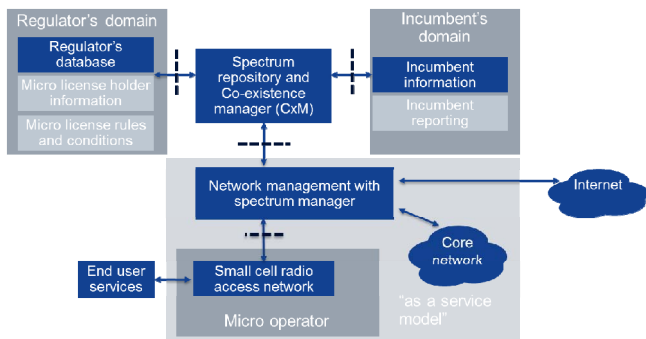 Regulator’s domain
Regulator’s
database
Micro license holder
information
Micro license rules
and conditions
Spectrum
repository and
Co-existence
manager (CxM)
Incumbent’s
domain
Incumbent
information
Incumbent
reporting
Network management with
spectrum manager
Internet
Core
network
End user
services
Small cell radio
access network
“as a service
model”
Micro operator